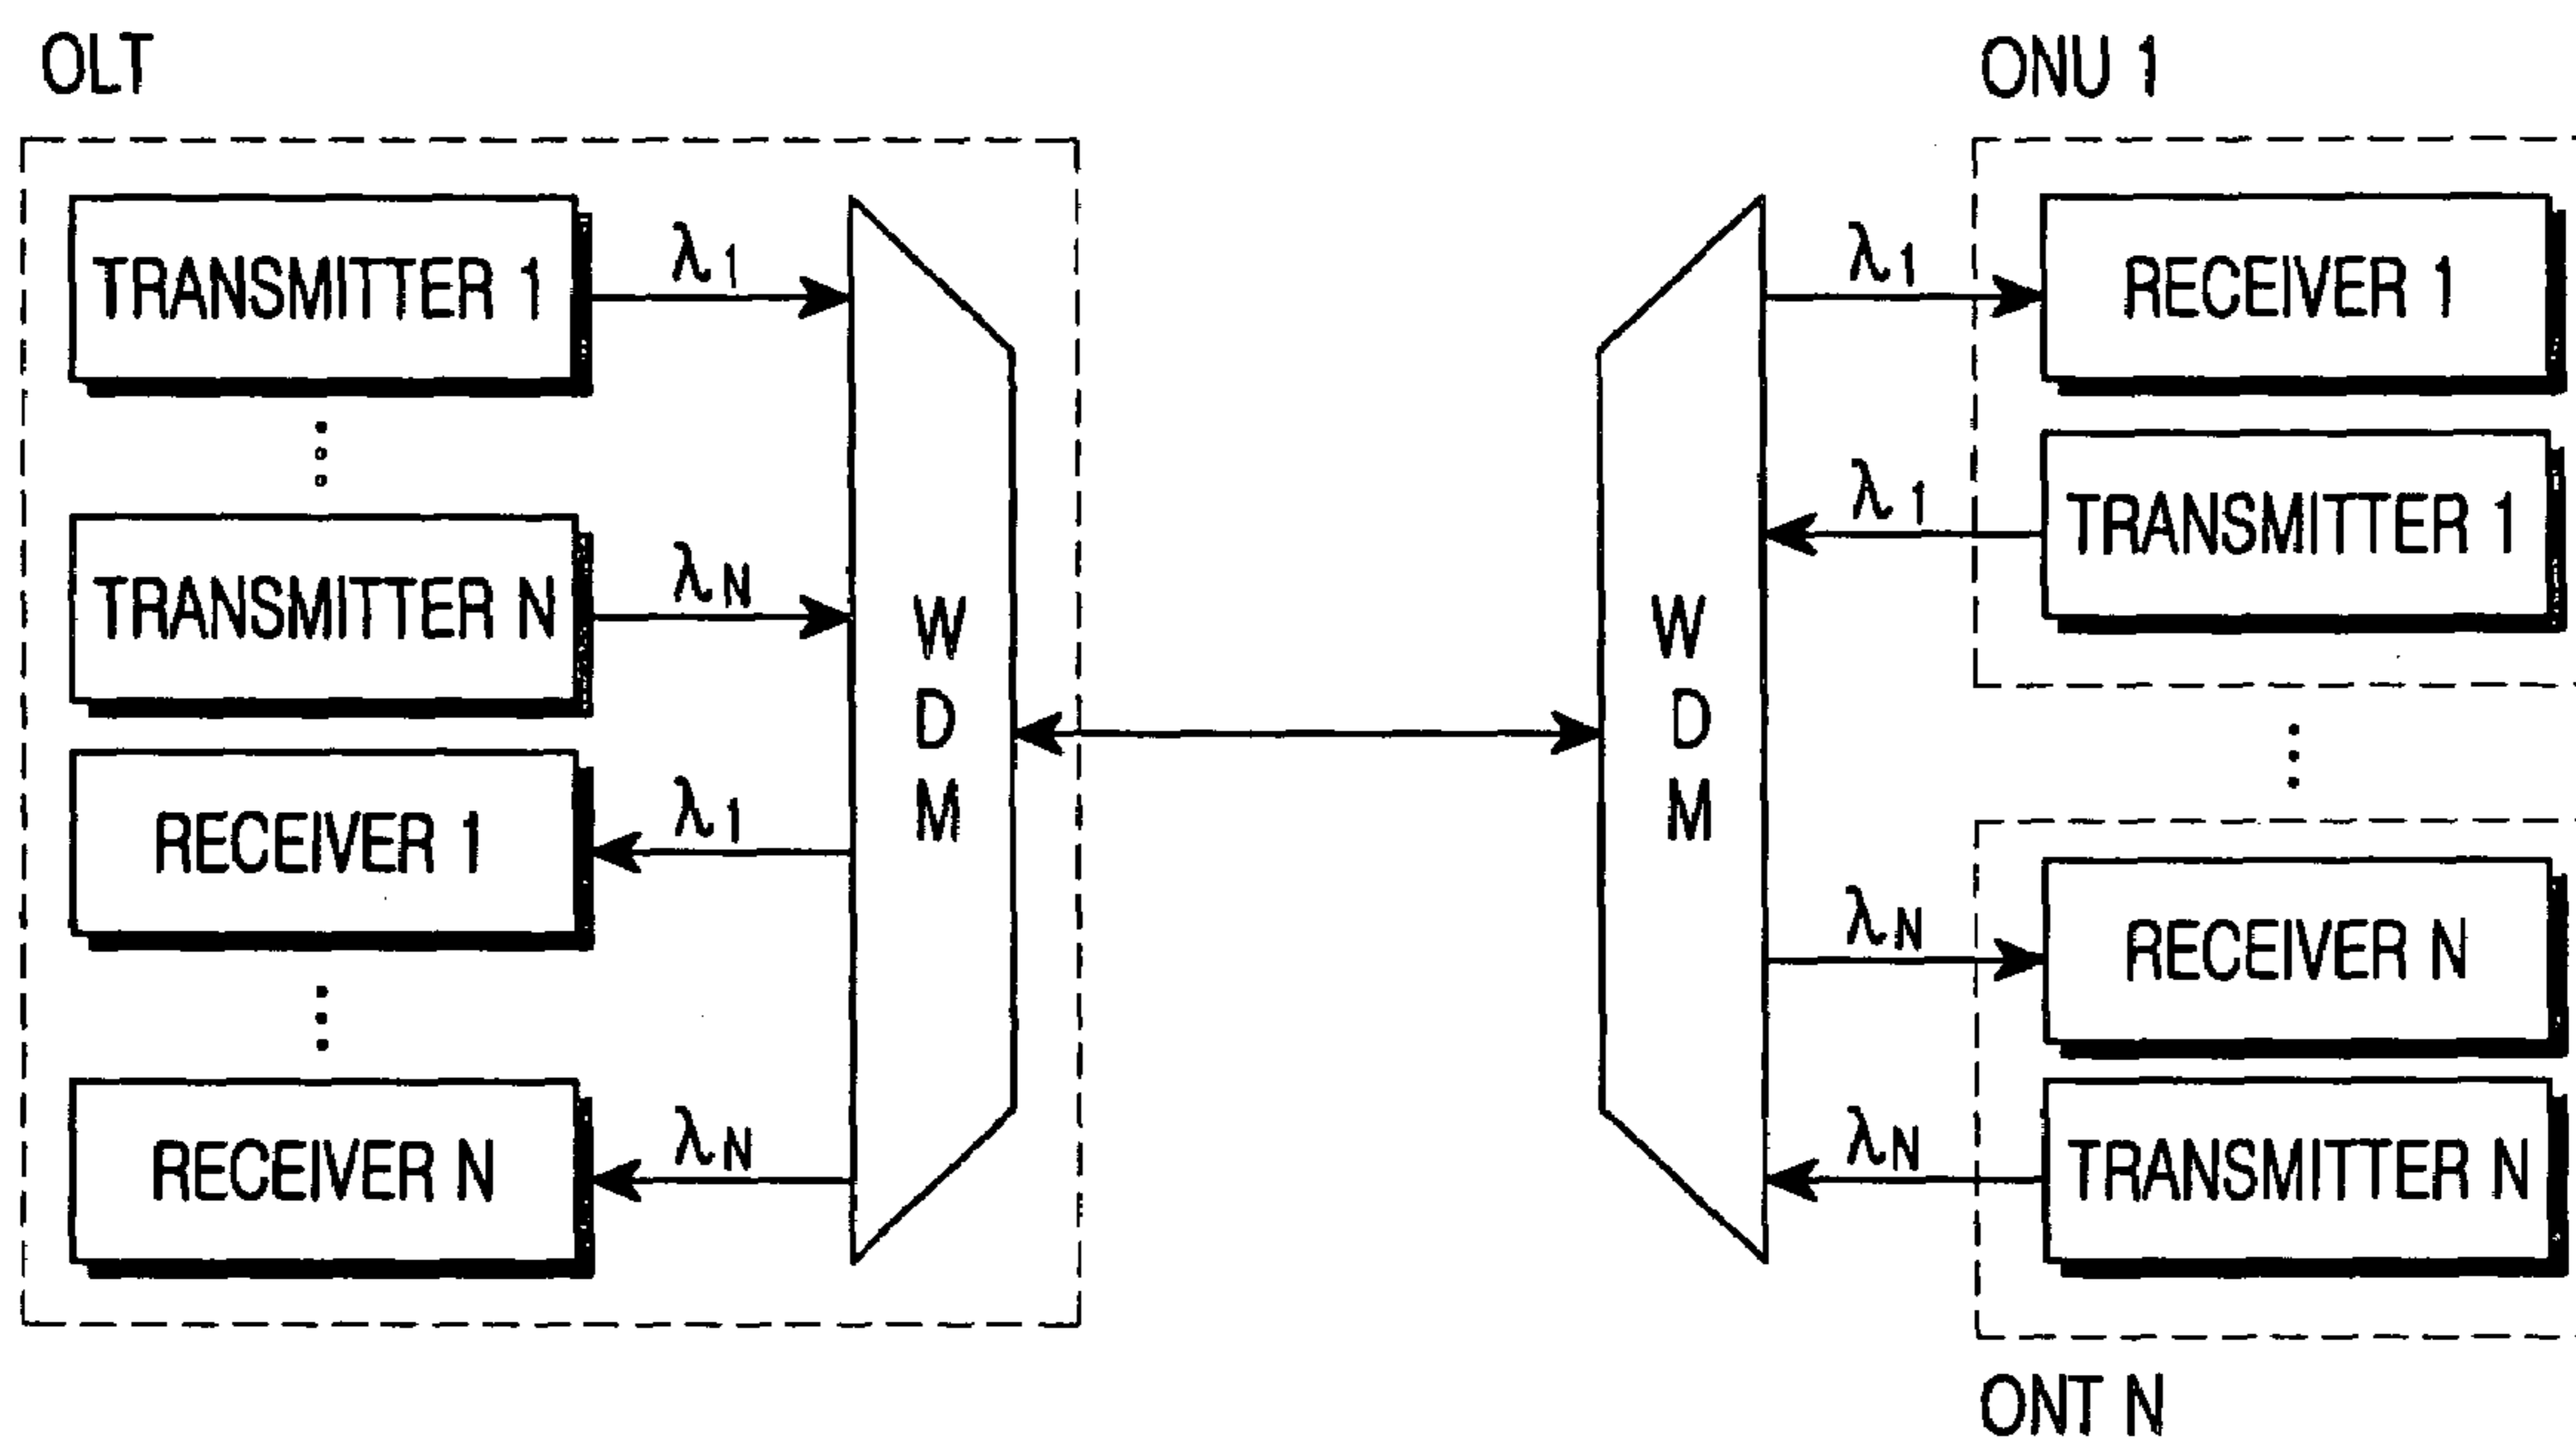 OLT
ONU 1
TRANSMITTER 1
λ1
λ1
RECEIVER 1
λ1
TRANSMITTER 1
TRANSMITTER N
λN
W
D
M
W
D
M
RECEIVER 1
λ1
λN
RECEIVER N
RECEIVER N
λN
λN
TRANSMITTER N
ONT N